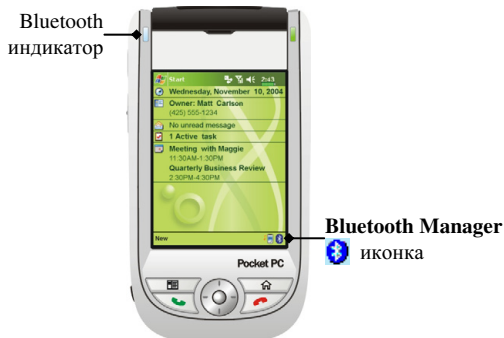 Bluetooth
индикатор
Start 2:43
Wednesday, November 10, 2004
Owner: Matt Carlson
(425) 555-1234
No unread message
1 Active task
Meeting with Maggie
11:30AM-1:30PM
Quarterly Business Review
2:30PM-4:30PM
New
Bluetooth Manager
иконка
Pocket PC